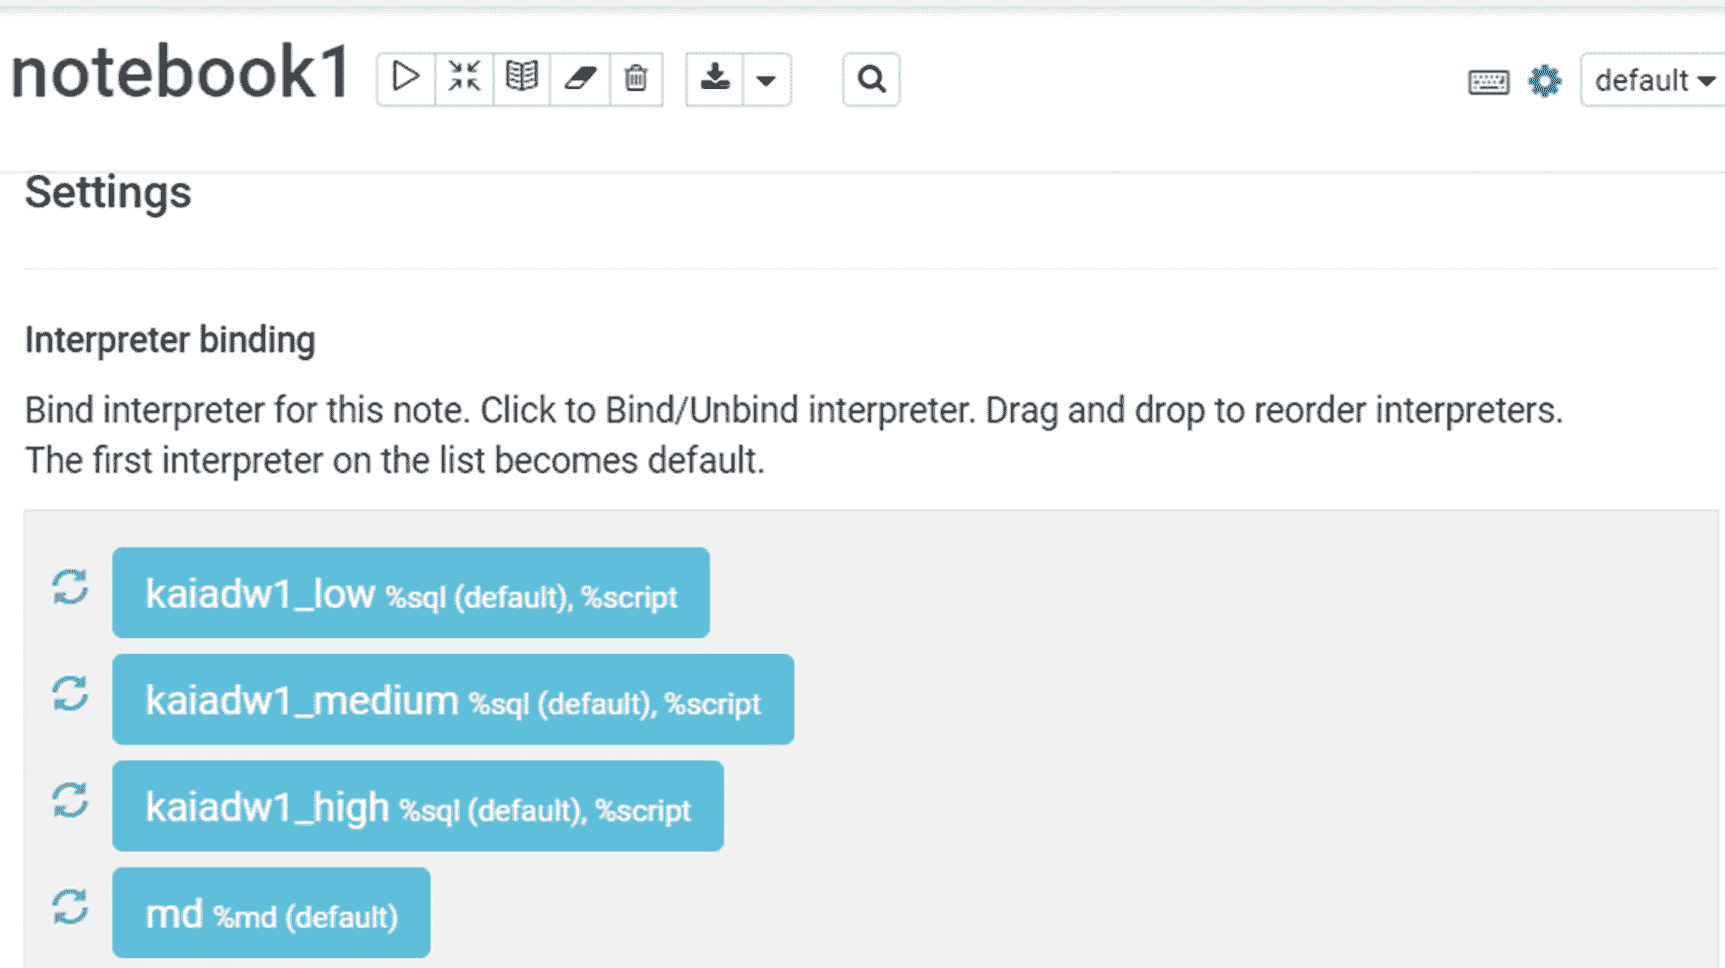 notebook1
default
Settings
Interpreter binding
Bind interpreter for this note. Click to Bind/Unbind interpreter. Drag and drop to reorder interpreters.
The first interpreter on the list becomes default.
kaiadw1_low %sql (default), %script
kaiadw1_medium %sql (default), %script
kaiadw1_high %sql (default), %script
md %md (default)